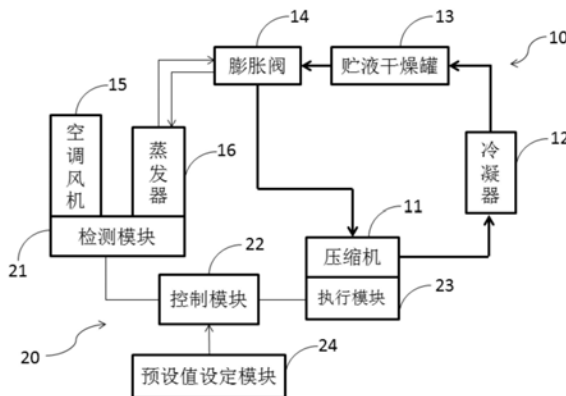 14
13
10
膨胀阀
贮液干燥罐
15
空调风机
蒸发器
16
冷凝器
12
11
检测模块
21
22
压缩机
控制模块
执行模块
23
20
24
预设值设定模块